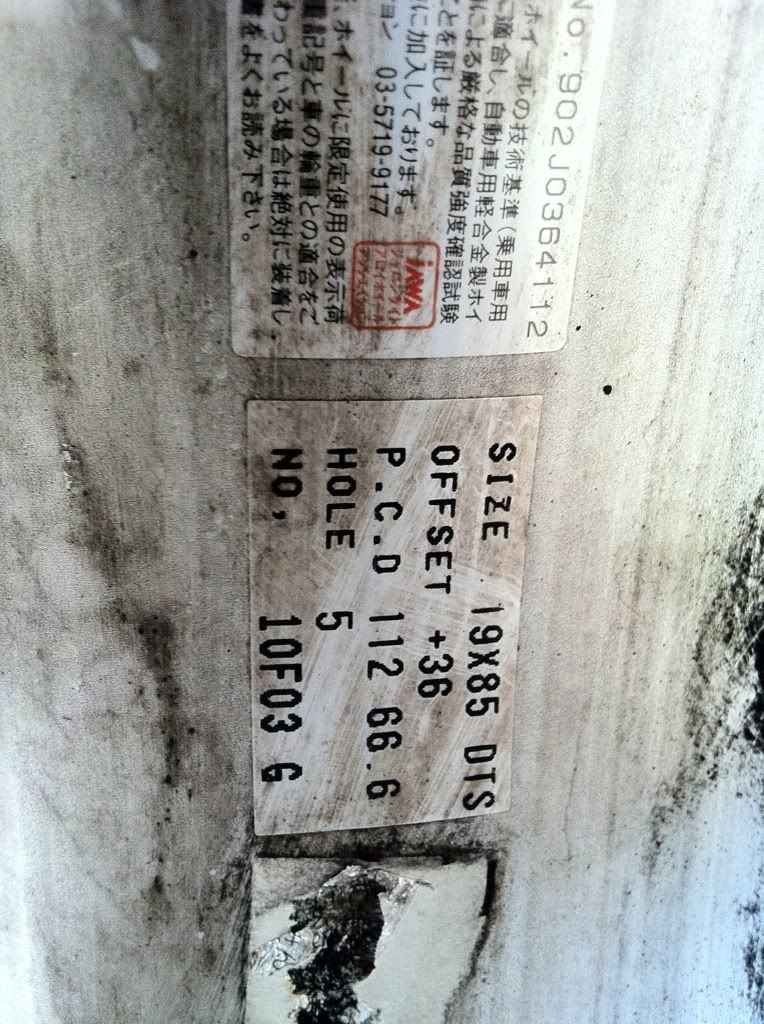 No. 902J0364112
ホイールの技術基準(乗用車用
に適合し、自動車用軽合金製ホイ
による厳格な品質強度確認試験
ことを証します。
に加入しております。
ョン 03-5719-9177
ホイールに限定使用の表示荷
重記号と車の輪重との適合をご
わっている場合は絶対に装着し
書をよくお読み下さい。
JAWA
SIZE 19X85 DTS
OFFSET +36
P.C.D 112 66.6
HOLE 5
NO, 10F03 G